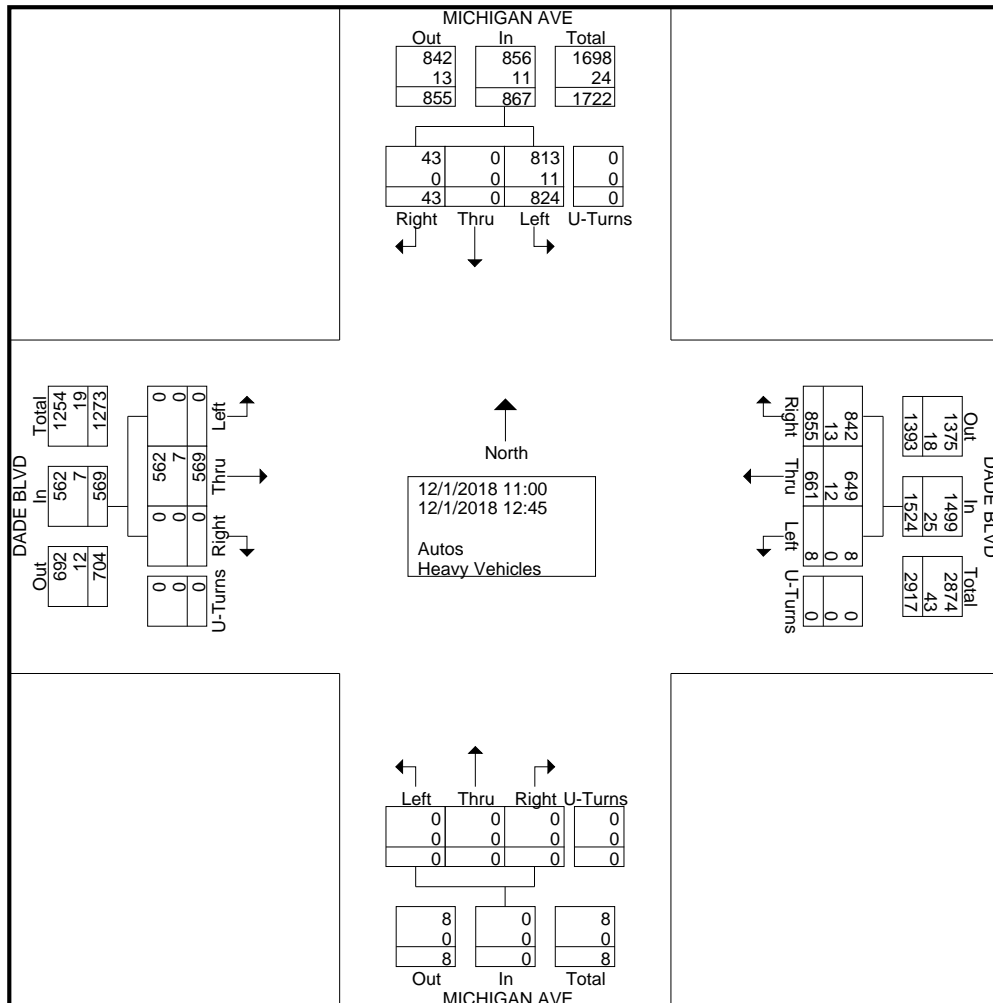 MICHIGAN AVE
Out In Total
842 856 1698
13 11 24
855 867 1722
43 0 813 0
0 0 11 0
43 0 824 0
Right Thru Left U-Turns
DADE BLVD
Total In Out
1254 562 692
19 7 12
1273 569 704
0 562 0 0
0 7 0 0
0 569 0 0
Left Thru Right U-Turns
North
12/1/2018 11:00
12/1/2018 12:45
Autos
Heavy Vehicles
Right Thru Left U-Turns
842 649 8 0
13 12 0 0
855 661 8 0
Out In Total
1375 1499 2874
18 25 43
1393 1524 2917
DADE BLVD
Left Thru Right U-Turns
0 0 0 0
0 0 0 0
0 0 0 0
8 0 8
0 0 0
8 0 8
Out In Total
MICHIGAN AVE